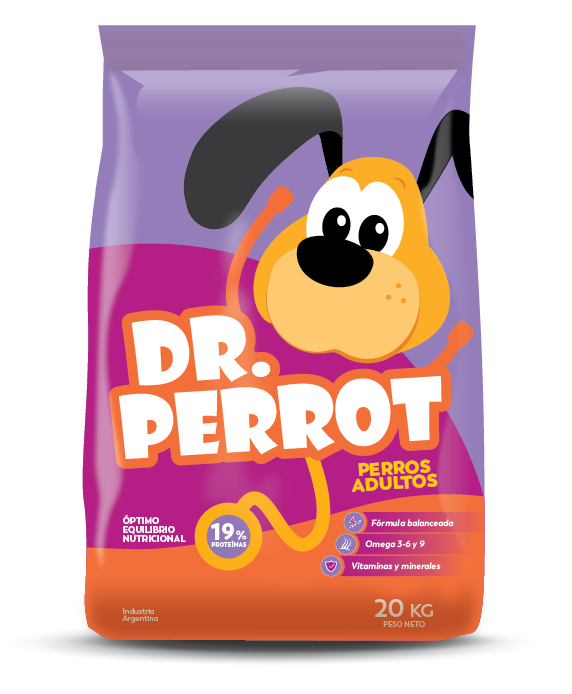 DR.
PERROT
PERROS
ADULTOS
ÓPTIMO
EQUILIBRIO
NUTRICIONAL
19%
PROTEÍNAS
Fórmula balanceada
Omega 3-6 y 9
Vitaminas y minerales
Industria
Argentina
20 KG
PESO NETO